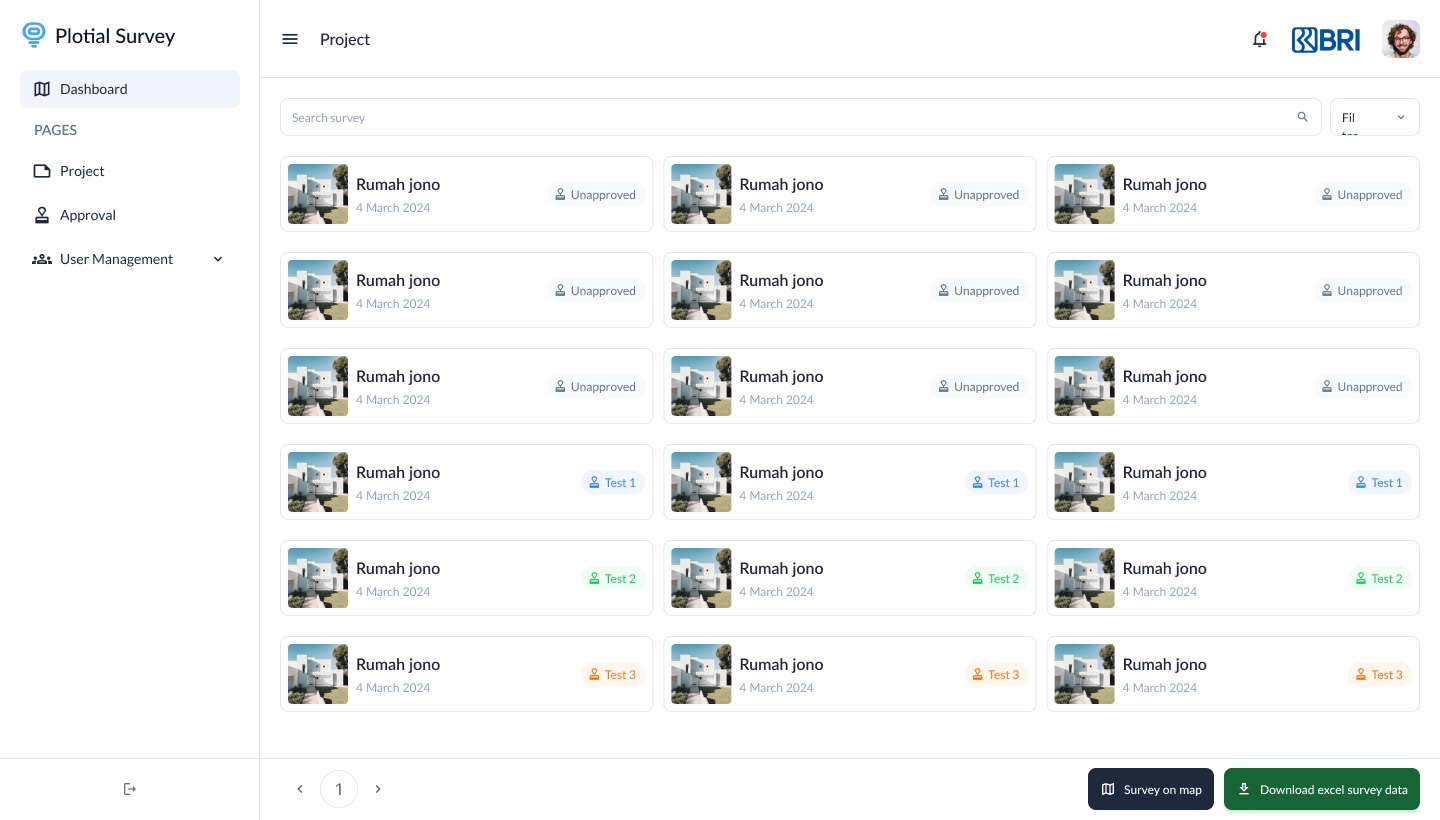 Plotial Survey
Dashboard
PAGES
Project
Approval
User Management
Project
BRI
Search survey
Fil
Rumah jono
4 March 2024
Unapproved
Rumah jono
4 March 2024
Unapproved
Rumah jono
4 March 2024
Unapproved
Rumah jono
4 March 2024
Unapproved
Rumah jono
4 March 2024
Unapproved
Rumah jono
4 March 2024
Unapproved
Rumah jono
4 March 2024
Unapproved
Rumah jono
4 March 2024
Unapproved
Rumah jono
4 March 2024
Unapproved
Rumah jono
4 March 2024
Test 1
Rumah jono
4 March 2024
Test 1
Rumah jono
4 March 2024
Test 1
Rumah jono
4 March 2024
Test 2
Rumah jono
4 March 2024
Test 2
Rumah jono
4 March 2024
Test 2
Rumah jono
4 March 2024
Test 3
Rumah jono
4 March 2024
Test 3
Rumah jono
4 March 2024
Test 3
1
Survey on map
Download excel survey data